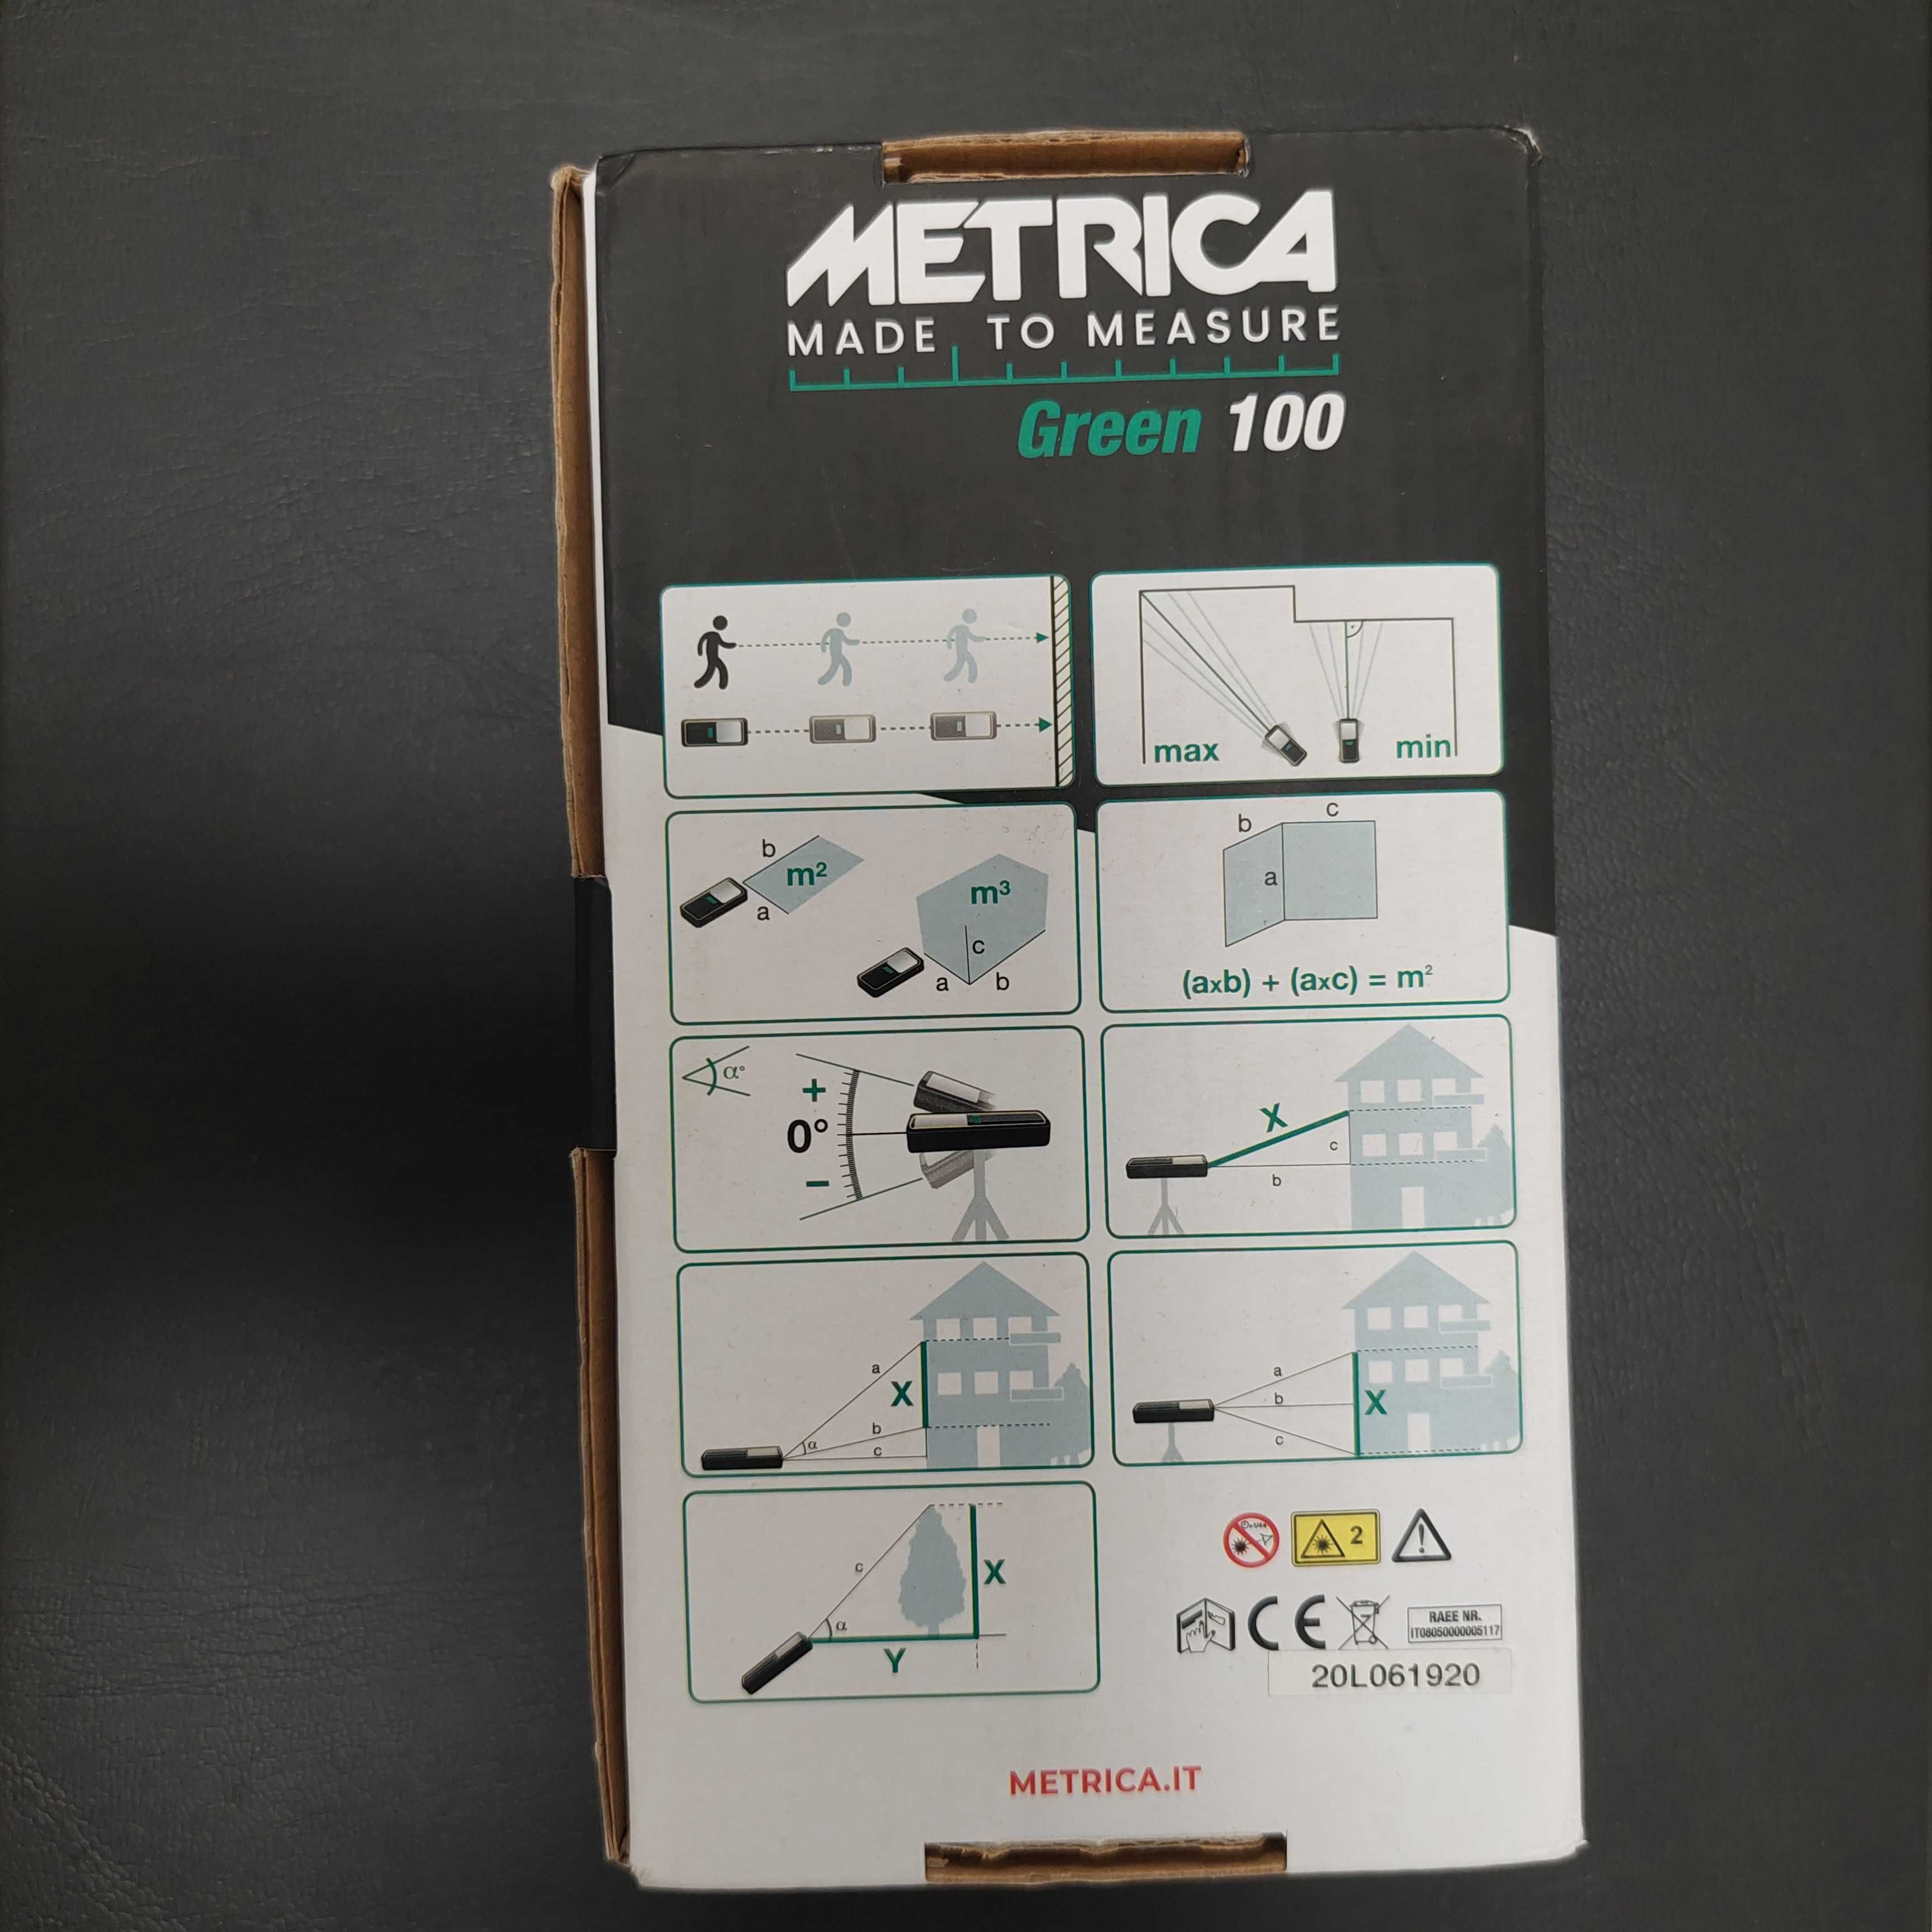 METRICA
MADE TO MEASURE
Green 100
max
min
b
m²
a
m³
c
a
b
b
c
a
(axb) + (axc) = m²
α°
+
0°
−
X
c
b
a
X
b
α
c
a
b
X
c
c
X
α
Y
2
CE
RAEE NR.
IT08050000005117
20L061920
METRICA.IT